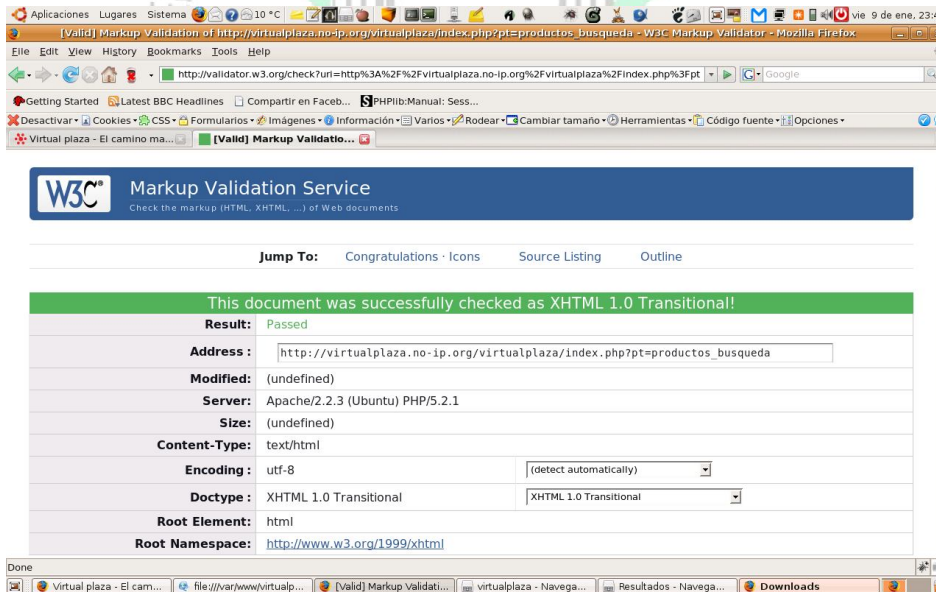 Aplicaciones Lugares Sistema 10 °C vie 9 de ene, 23:4
[Valid] Markup Validation of http://virtualplaza.no-ip.org/virtualplaza/index.php?pt=productos_busqueda - W3C Markup Validator - Mozilla Firefox
File Edit View History Bookmarks Tools Help
http://validator.w3.org/check?uri=http%3A%2F%2Fvirtualplaza.no-ip.org%2Fvirtualplaza%2Findex.php%3Fpt Google
Getting Started Latest BBC Headlines Compartir en Faceb... PHPlib:Manual: Sess...
Desactivar Cookies CSS Formularios Imágenes Información Varios Rodear Cambiar tamaño Herramientas Código fuente Opciones
Virtual plaza - El camino ma... [Valid] Markup Validatio...
W3C® Markup Validation Service
Check the markup (HTML, XHTML, ...) of Web documents
Jump To: Congratulations · Icons Source Listing Outline
This document was successfully checked as XHTML 1.0 Transitional!
Result: Passed
Address : http://virtualplaza.no-ip.org/virtualplaza/index.php?pt=productos_busqueda
Modified: (undefined)
Server: Apache/2.2.3 (Ubuntu) PHP/5.2.1
Size: (undefined)
Content-Type: text/html
Encoding : utf-8 (detect automatically)
Doctype : XHTML 1.0 Transitional XHTML 1.0 Transitional
Root Element: html
Root Namespace: http://www.w3.org/1999/xhtml
Done
Virtual plaza - El cam... file:///var/www/virtualp... [Valid] Markup Validati... virtualplaza - Navega... Resultados - Navega... Downloads